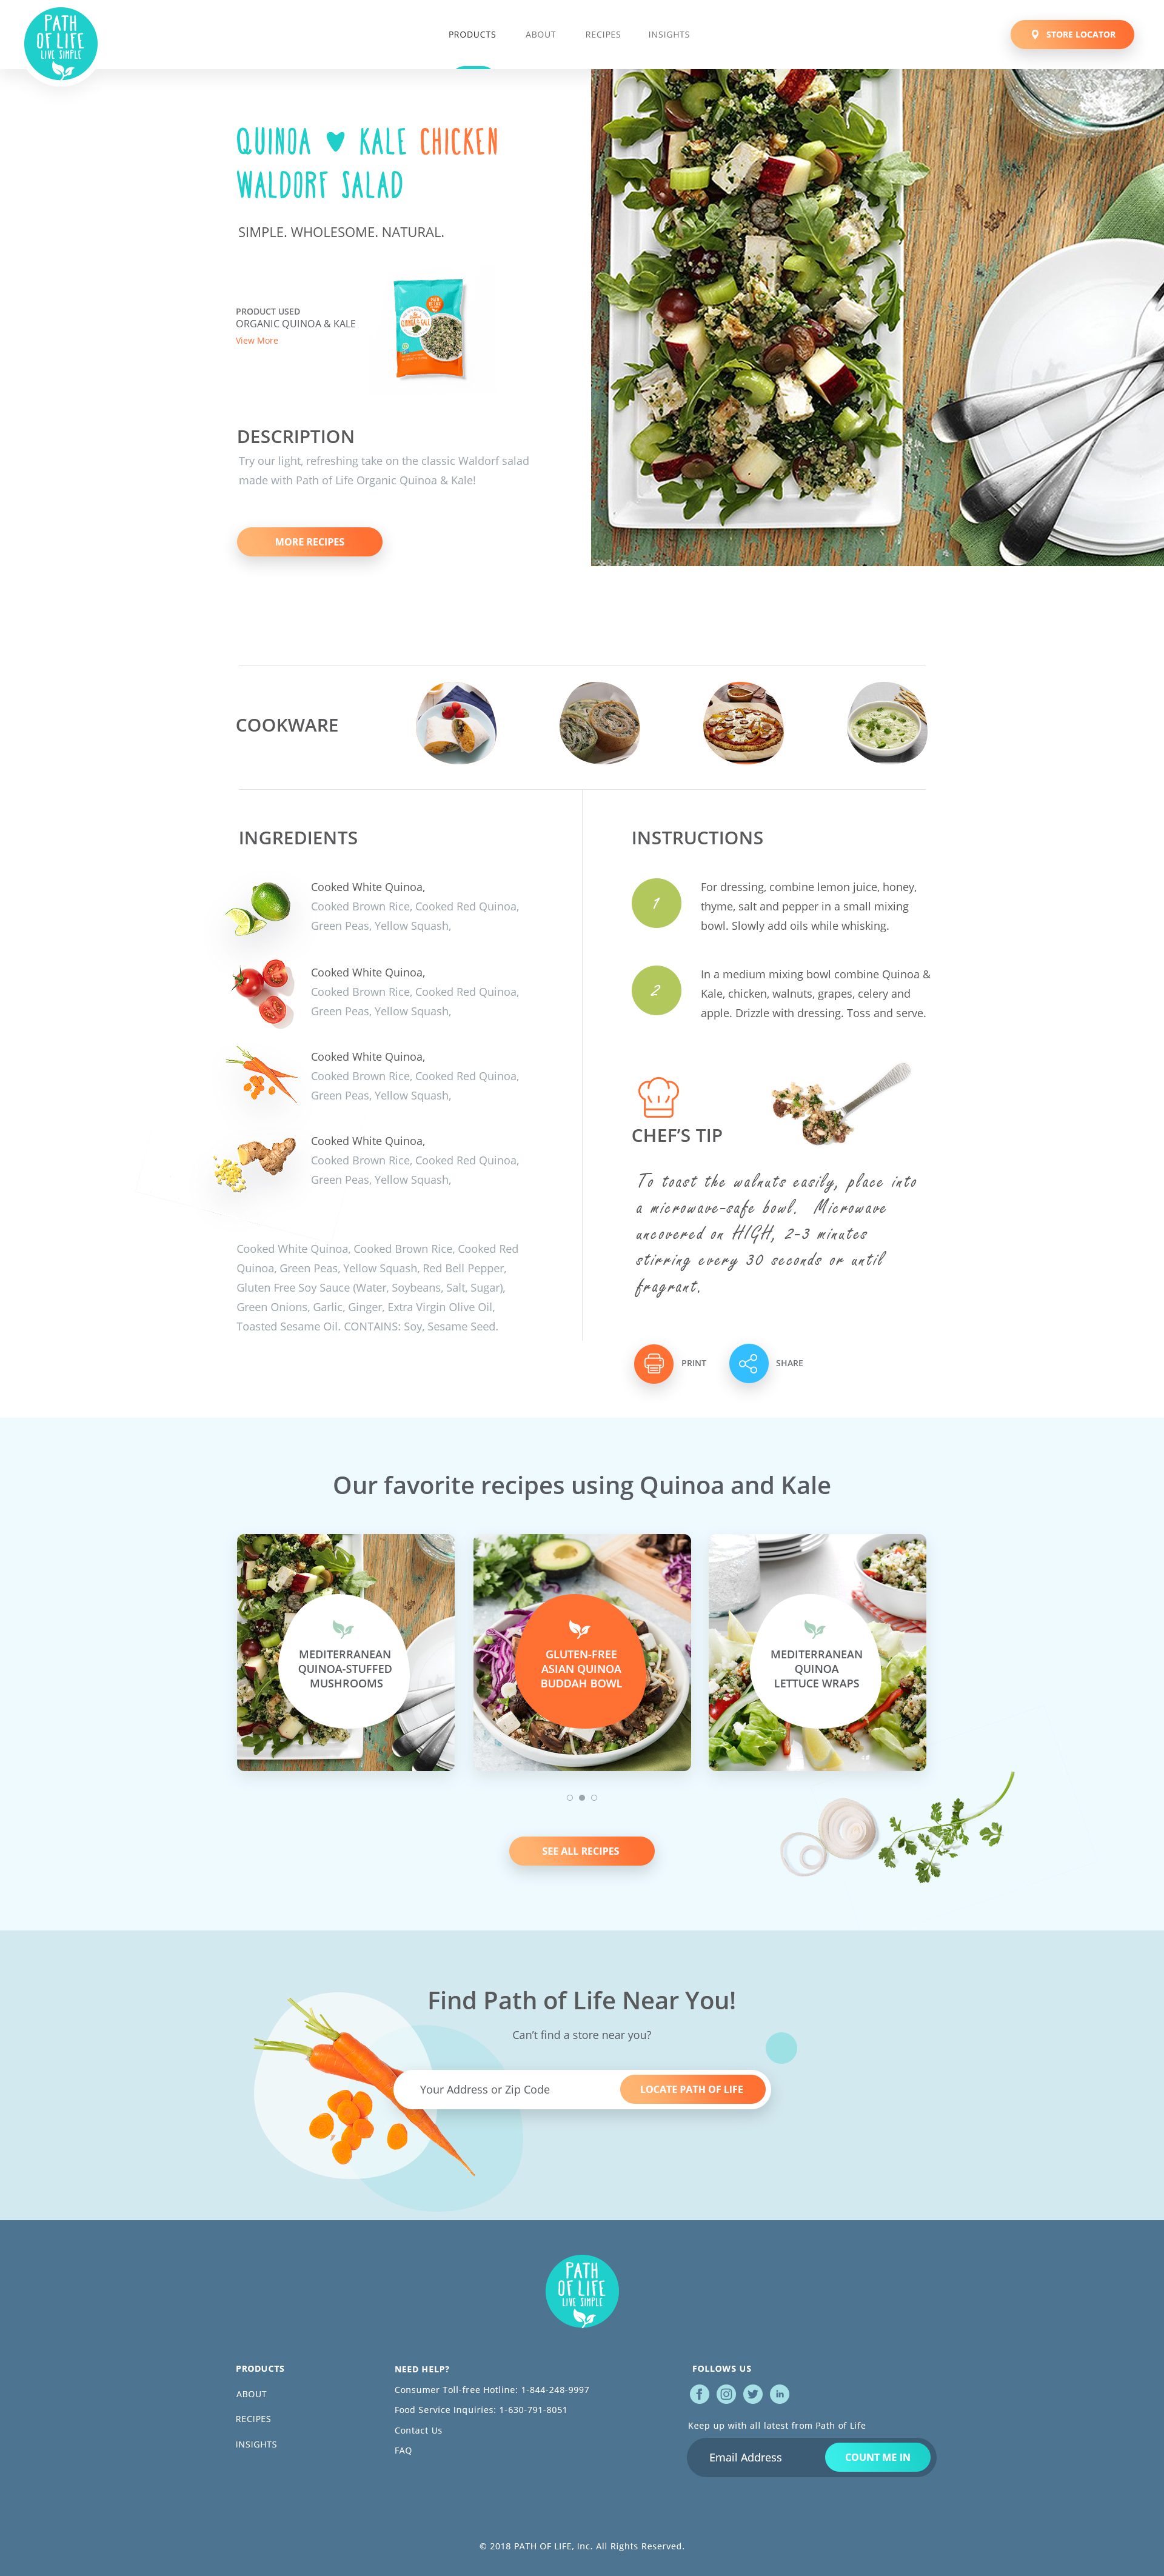 PATH
OF LIFE
LIVE SIMPLE
PRODUCTS
ABOUT
RECIPES
INSIGHTS
STORE LOCATOR
QUINOA KALE CHICKEN
WALDORF SALAD
SIMPLE. WHOLESOME. NATURAL.
PRODUCT USED
ORGANIC QUINOA & KALE
View More
QUINOA & KALE
DESCRIPTION
Try our light, refreshing take on the classic Waldorf salad
made with Path of Life Organic Quinoa & Kale!
MORE RECIPES
COOKWARE
INGREDIENTS
Cooked White Quinoa,
Cooked Brown Rice, Cooked Red Quinoa,
Green Peas, Yellow Squash,
Cooked White Quinoa,
Cooked Brown Rice, Cooked Red Quinoa,
Green Peas, Yellow Squash,
Cooked White Quinoa,
Cooked Brown Rice, Cooked Red Quinoa,
Green Peas, Yellow Squash,
Cooked White Quinoa,
Cooked Brown Rice, Cooked Red Quinoa,
Green Peas, Yellow Squash,
Cooked White Quinoa, Cooked Brown Rice, Cooked Red
Quinoa, Green Peas, Yellow Squash, Red Bell Pepper,
Gluten Free Soy Sauce (Water, Soybeans, Salt, Sugar),
Green Onions, Garlic, Ginger, Extra Virgin Olive Oil,
Toasted Sesame Oil. CONTAINS: Soy, Sesame Seed.
INSTRUCTIONS
1
For dressing, combine lemon juice, honey,
thyme, salt and pepper in a small mixing
bowl. Slowly add oils while whisking.
2
In a medium mixing bowl combine Quinoa &
Kale, chicken, walnuts, grapes, celery and
apple. Drizzle with dressing. Toss and serve.
CHEF'S TIP
To toast the walnuts easily, place into
a microwave-safe bowl. Microwave
uncovered on HIGH, 2-3 minutes
stirring every 30 seconds or until
fragrant.
PRINT
SHARE
Our favorite recipes using Quinoa and Kale
MEDITERRANEAN
QUINOA-STUFFED
MUSHROOMS
GLUTEN-FREE
ASIAN QUINOA
BUDDAH BOWL
MEDITERRANEAN
QUINOA
LETTUCE WRAPS
SEE ALL RECIPES
Find Path of Life Near You!
Can't find a store near you?
Your Address or Zip Code
LOCATE PATH OF LIFE
PATH
OF LIFE
LIVE SIMPLE
PRODUCTS
ABOUT
RECIPES
INSIGHTS
NEED HELP?
Consumer Toll-free Hotline: 1-844-248-9997
Food Service Inquiries: 1-630-791-8051
Contact Us
FAQ
FOLLOWS US
Keep up with all latest from Path of Life
Email Address
COUNT ME IN
© 2018 PATH OF LIFE, Inc. All Rights Reserved.